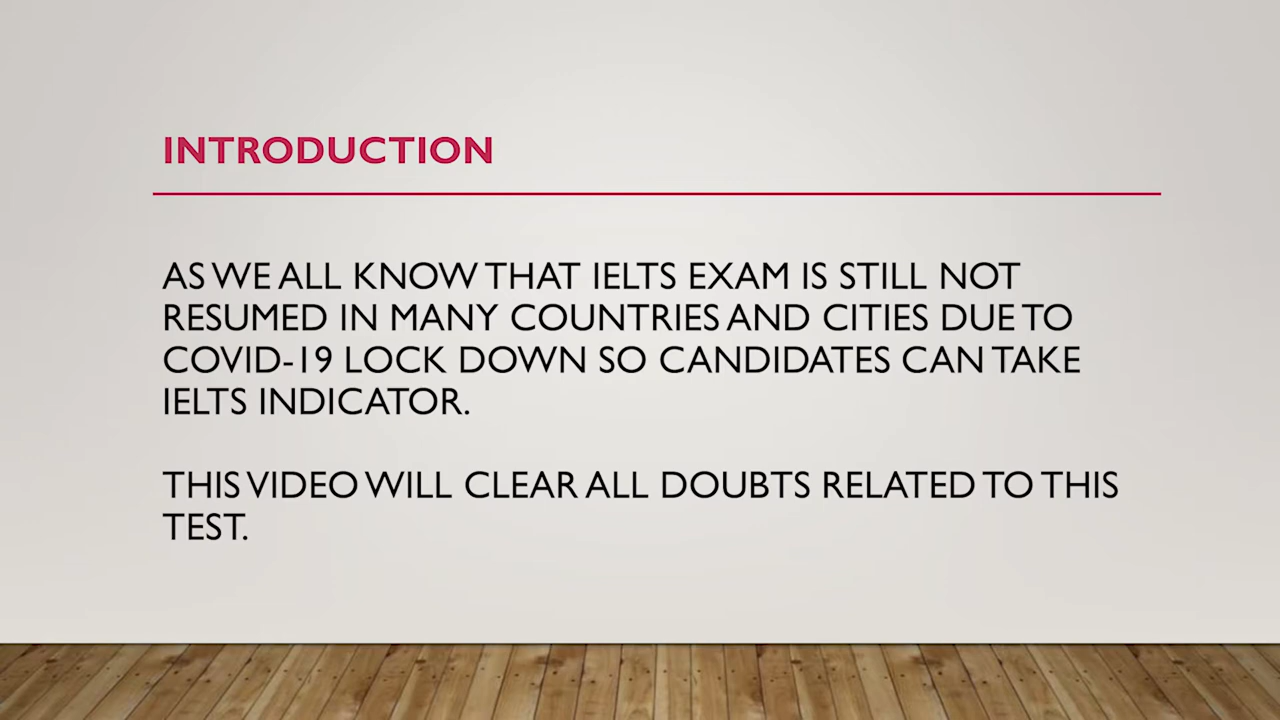 INTRODUCTION
AS WE ALL KNOW THAT IELTS EXAM IS STILL NOT
RESUMED IN MANY COUNTRIES AND CITIES DUE TO
COVID-19 LOCK DOWN SO CANDIDATES CAN TAKE
IELTS INDICATOR.
THIS VIDEO WILL CLEAR ALL DOUBTS RELATED TO THIS
TEST.